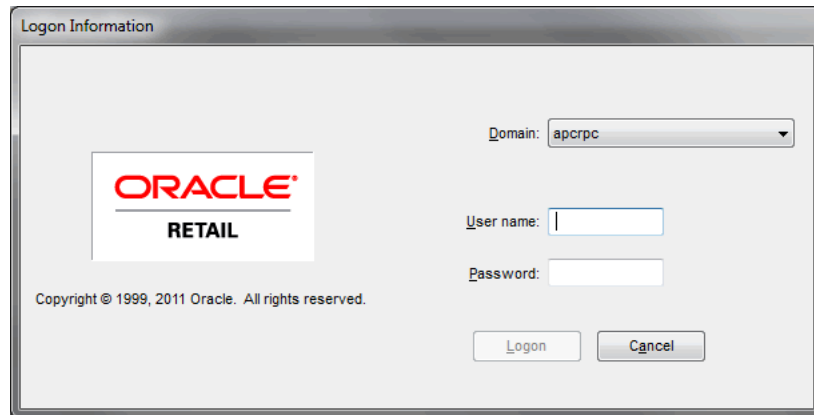 Logon Information
Domain: apcrpc
ORACLE®
RETAIL
User name:
Password:
Copyright © 1999, 2011 Oracle. All rights reserved.
Logon Cancel